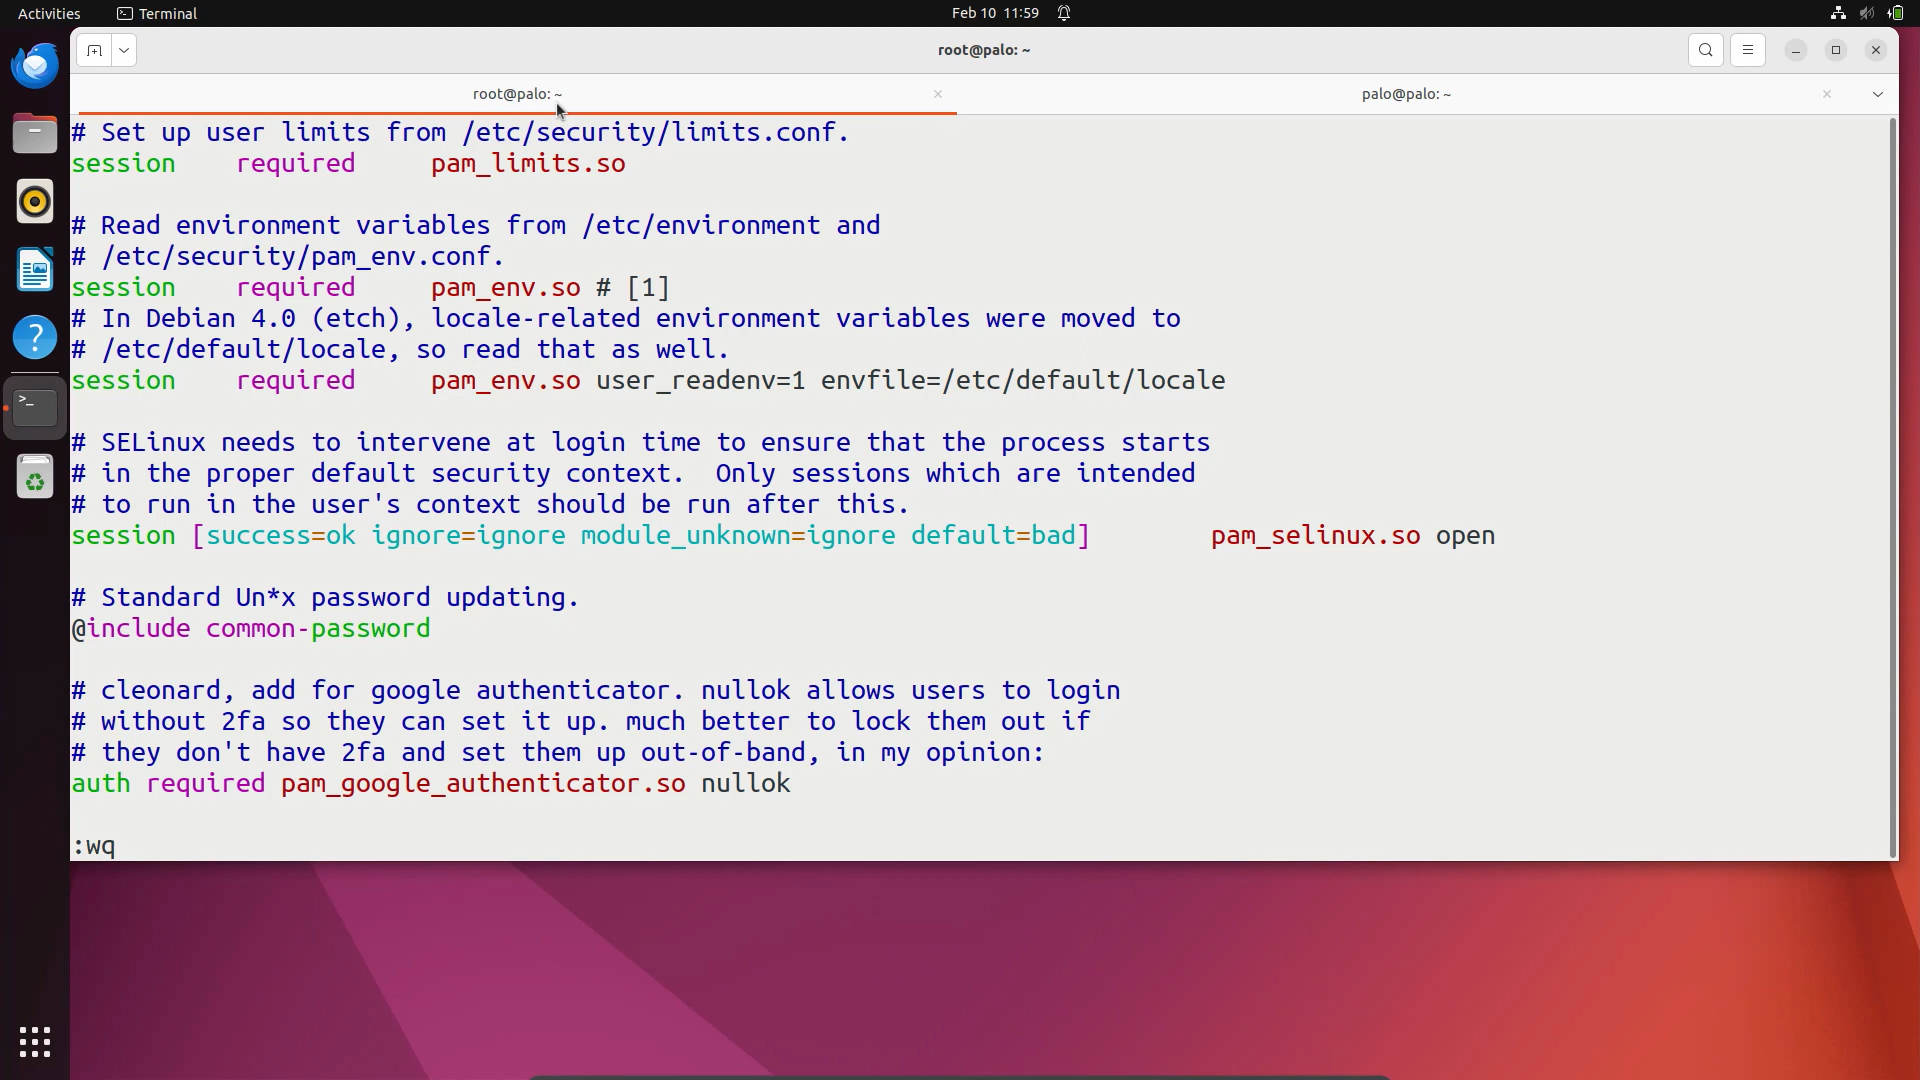 Activities
Terminal
Feb 10 11:59
root@palo: ~
root@palo: ~
palo@palo: ~
# Set up user limits from /etc/security/limits.conf.
session    required     pam_limits.so
# Read environment variables from /etc/environment and
# /etc/security/pam_env.conf.
session    required     pam_env.so # [1]
# In Debian 4.0 (etch), locale-related environment variables were moved to
# /etc/default/locale, so read that as well.
session    required     pam_env.so user_readenv=1 envfile=/etc/default/locale
# SELinux needs to intervene at login time to ensure that the process starts
# in the proper default security context.  Only sessions which are intended
# to run in the user's context should be run after this.
session [success=ok ignore=ignore module_unknown=ignore default=bad]        pam_selinux.so open
# Standard Un*x password updating.
@include common-password
# cleonard, add for google authenticator. nullok allows users to login
# without 2fa so they can set it up. much better to lock them out if
# they don't have 2fa and set them up out-of-band, in my opinion:
auth required pam_google_authenticator.so nullok
:wq